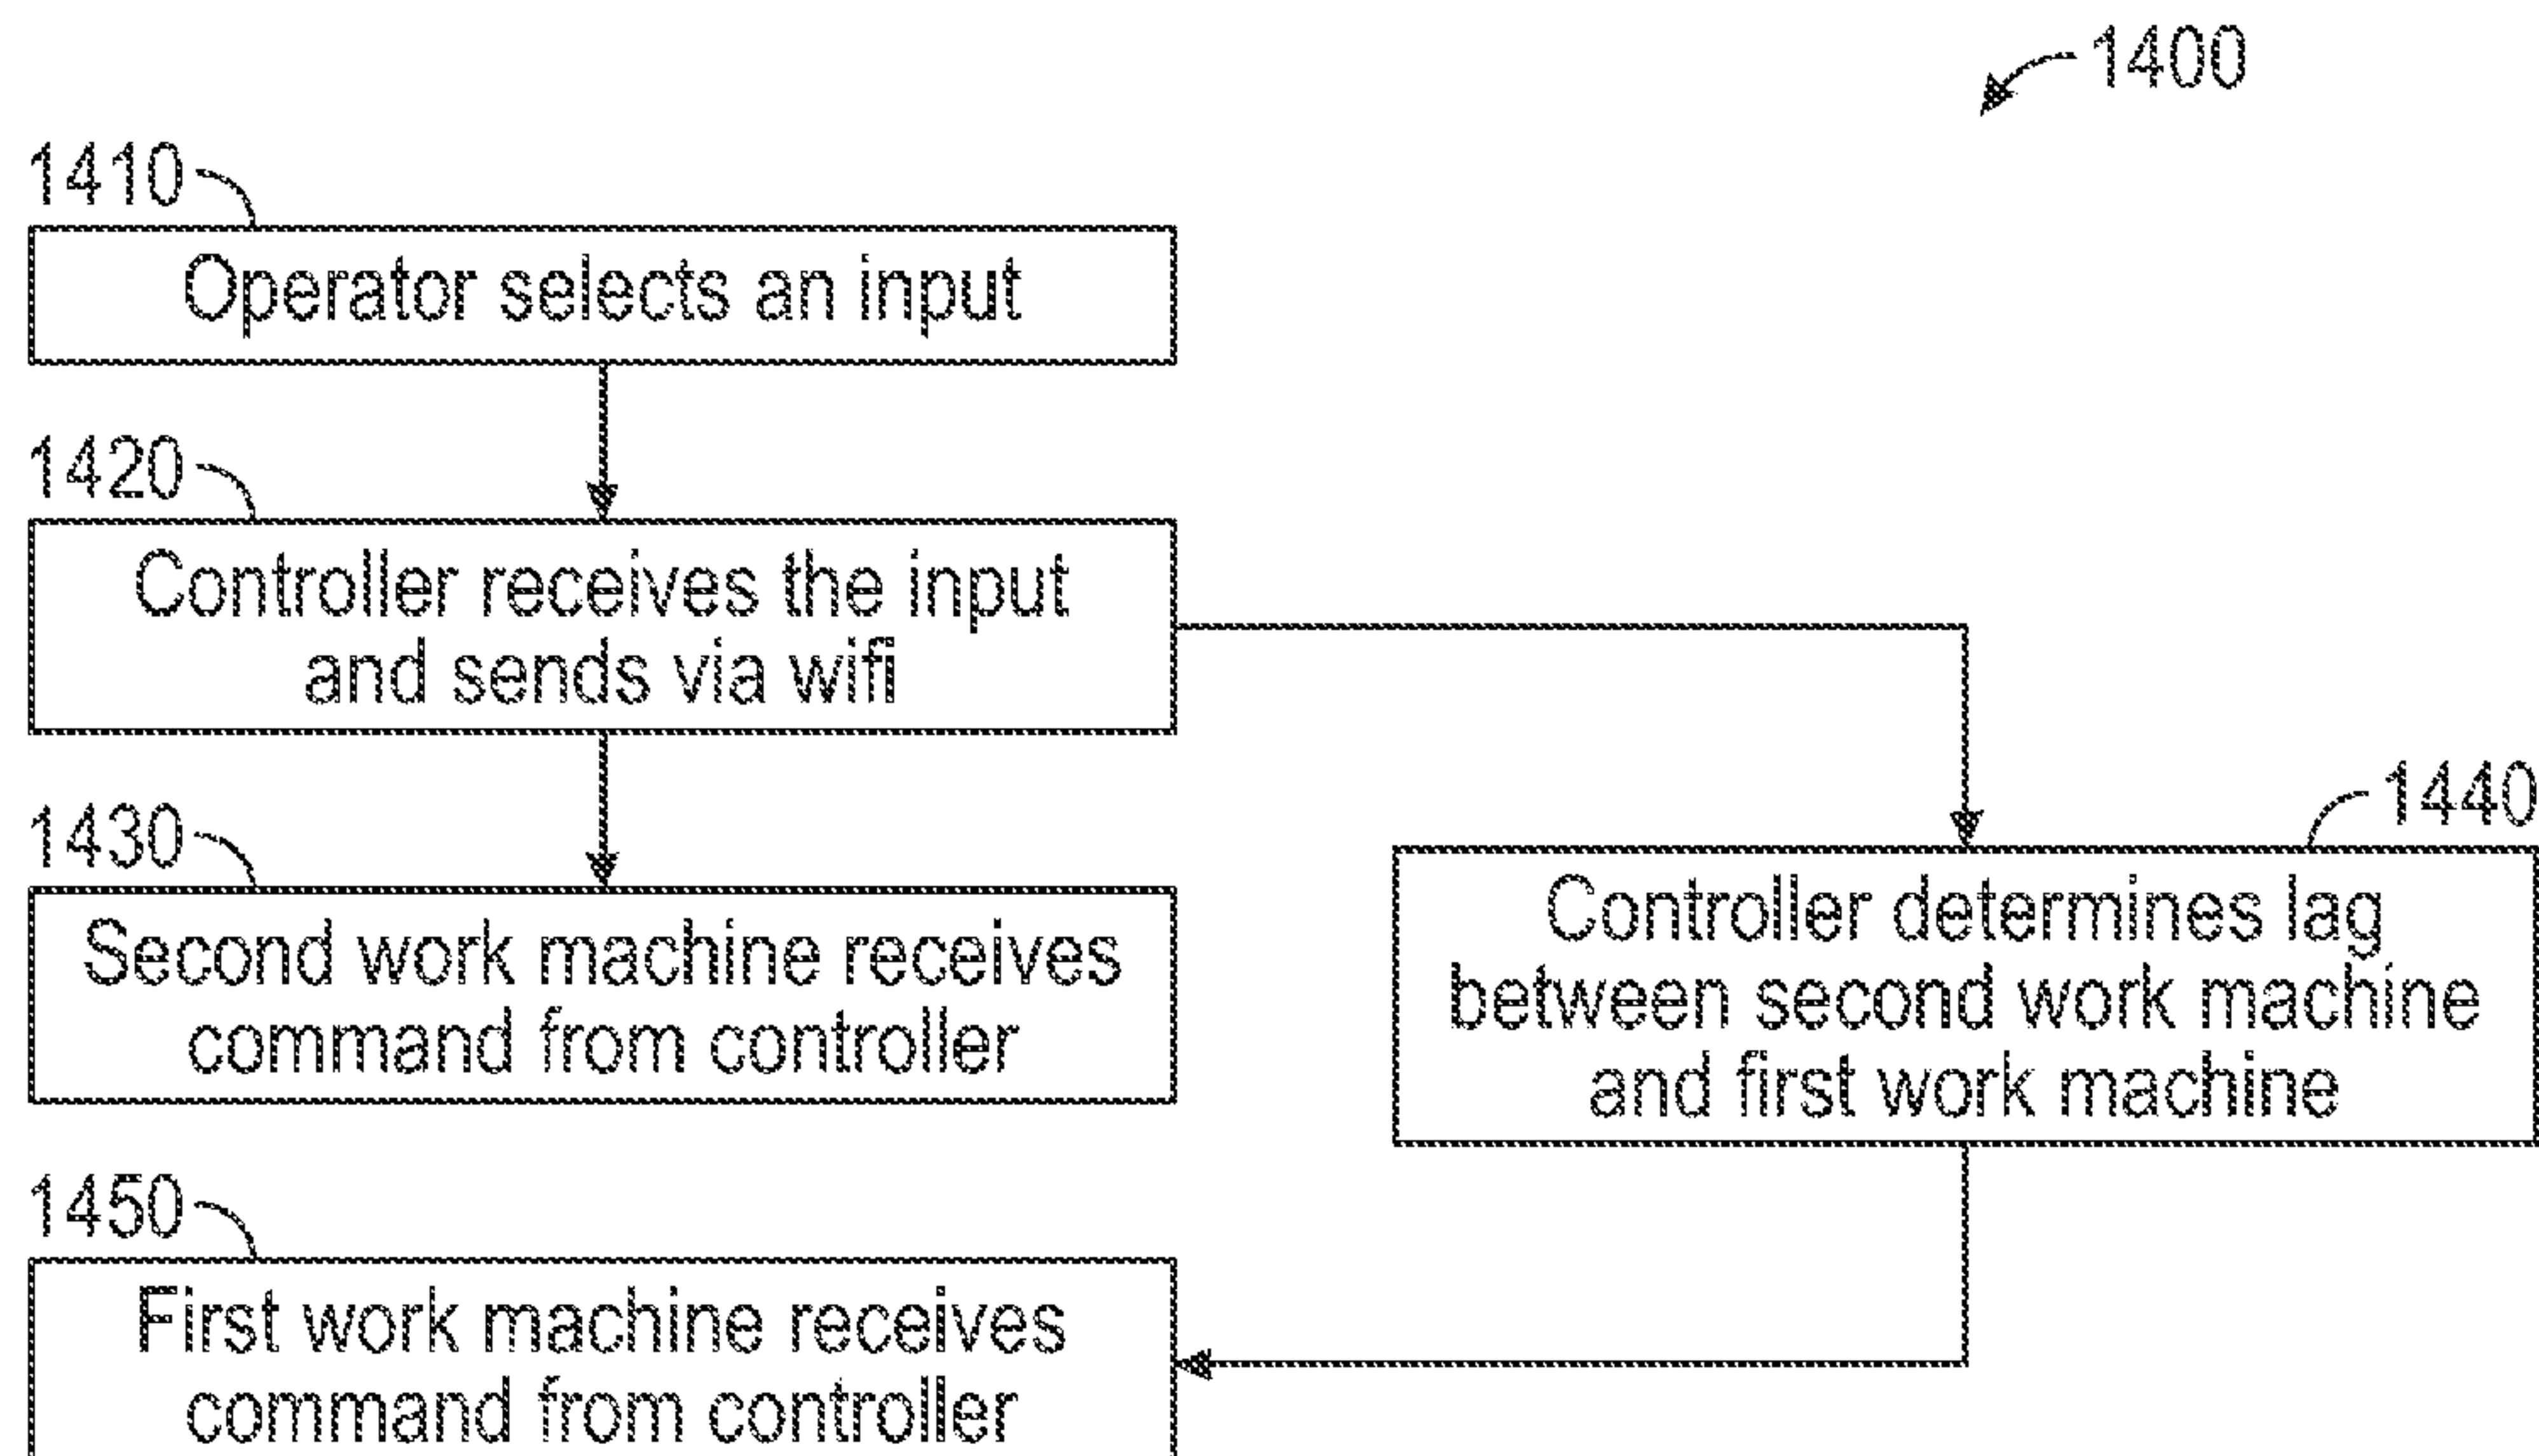 1400
1410
Operator selects an input
1420
Controller receives the input
and sends via wifi
1430
Second work machine receives
command from controller
1440
Controller determines lag
between second work machine
and first work machine
1450
First work machine receives
command from controller